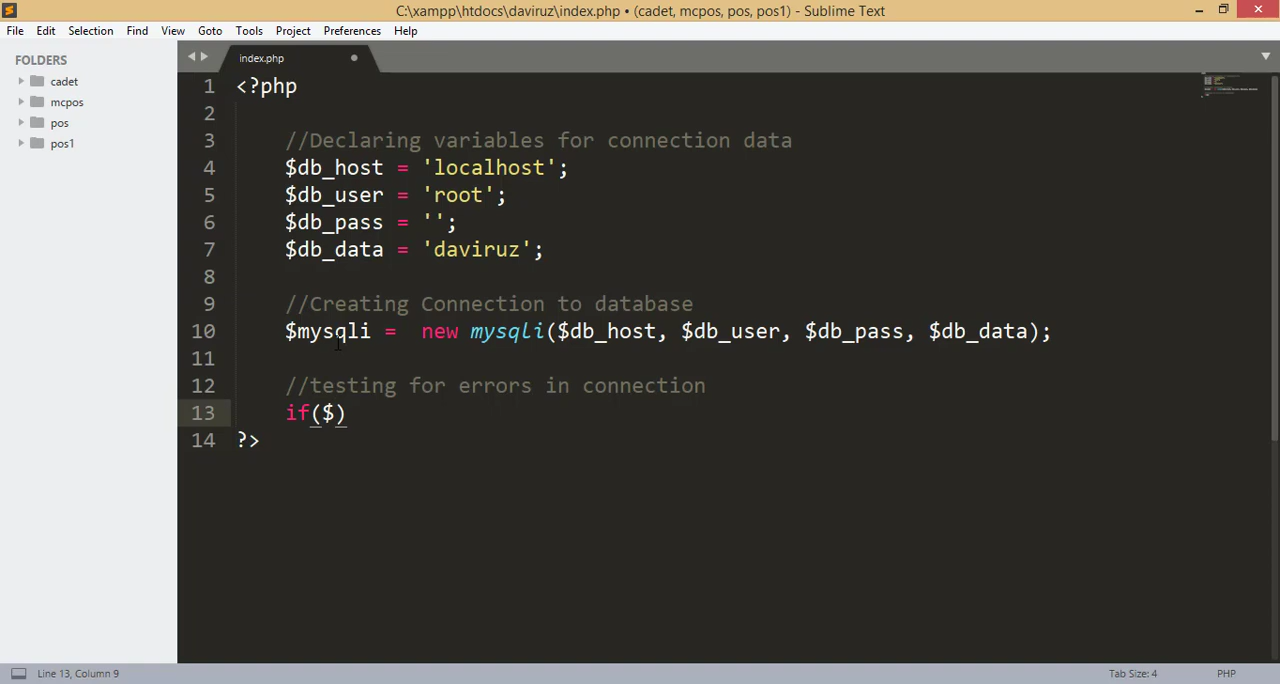 C:\xampp\htdocs\daviruz\index.php • (cadet, mcpos, pos, pos1) - Sublime Text
File Edit Selection Find View Goto Tools Project Preferences Help
FOLDERS
cadet
mcpos
pos
pos1
index.php
1 <?php
2
3 //Declaring variables for connection data
4 $db_host = 'localhost';
5 $db_user = 'root';
6 $db_pass = '';
7 $db_data = 'daviruz';
8
9 //Creating Connection to database
10 $mysqli =  new mysqli($db_host, $db_user, $db_pass, $db_data);
11
12 //testing for errors in connection
13 if($)
14 ?>
Line 13, Column 9 Tab Size: 4 PHP